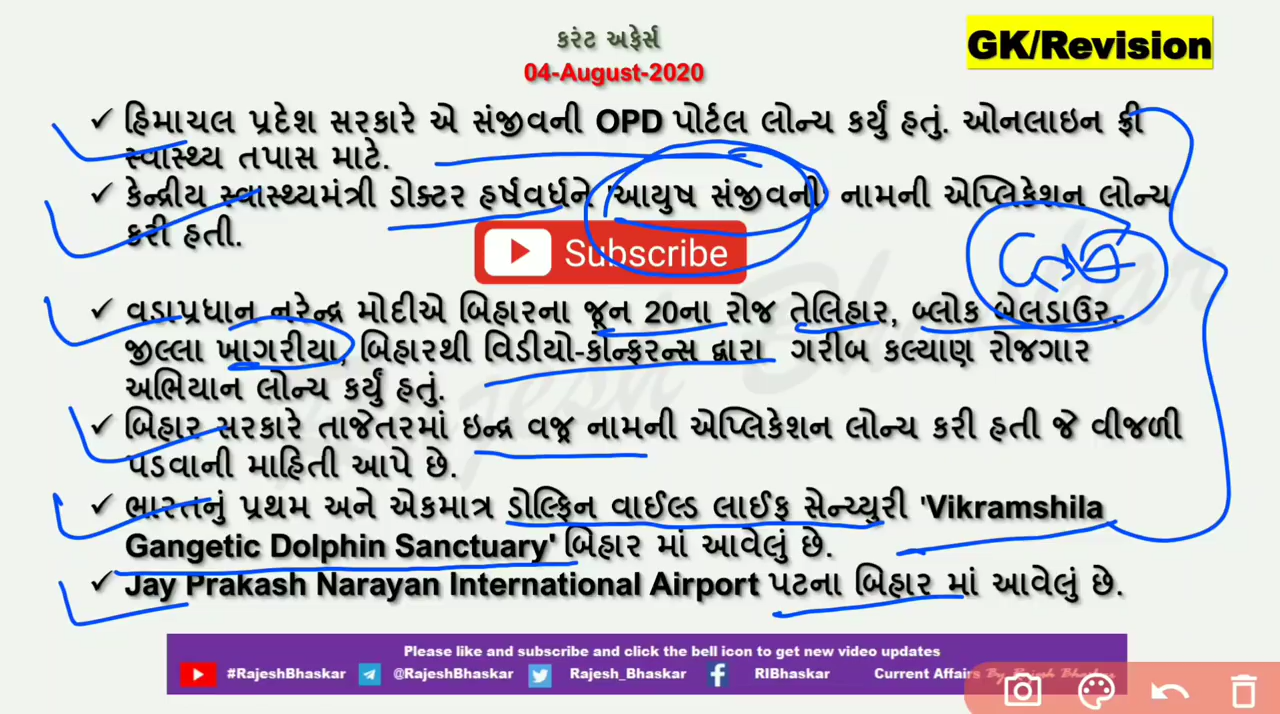 કરંટ અફેર્સ
04-August-2020
GK/Revision
✓ હિમાચલ પ્રદેશ સરકારે એ સંજીવની OPD પોર્ટલ લોન્ચ કર્યું હતું. ઓનલાઇન ફ્રી
સ્વાસ્થ્ય તપાસ માટે.
✓ કેન્દ્રીય સ્વાસ્થ્યમંત્રી ડોક્ટર હર્ષવર્ધને 'આયુષ સંજીવની' નામની એપ્લિકેશન લોન્ચ
કરી હતી.
Subscribe
✓ વડાપ્રધાન નરેન્દ્ર મોદીએ બિહારના જૂન 20ના રોજ તેલિહાર, બ્લોક બેલડાઉર,
જીલ્લા ખાગરીયા, બિહારથી વિડીયો-કોન્ફરન્સ દ્વારા ગરીબ કલ્યાણ રોજગાર
અભિયાન લોન્ચ કર્યું હતું.
✓ બિહાર સરકારે તાજેતરમાં ઇન્દ્ર વજ્ર નામની એપ્લિકેશન લોન્ચ કરી હતી જે વીજળી
પડવાની માહિતી આપે છે.
✓ ભારતનું પ્રથમ અને એકમાત્ર ડોલ્ફિન વાઈલ્ડ લાઈફ સેન્ચ્યુરી 'Vikramshila
Gangetic Dolphin Sanctuary' બિહાર માં આવેલું છે.
✓ Jay Prakash Narayan International Airport પટના બિહાર માં આવેલું છે.
Please like and subscribe and click the bell icon to get new video updates
#RajeshBhaskar @RajeshBhaskar Rajesh_Bhaskar RIBhaskar Current Affairs By Rajesh Bhaskar